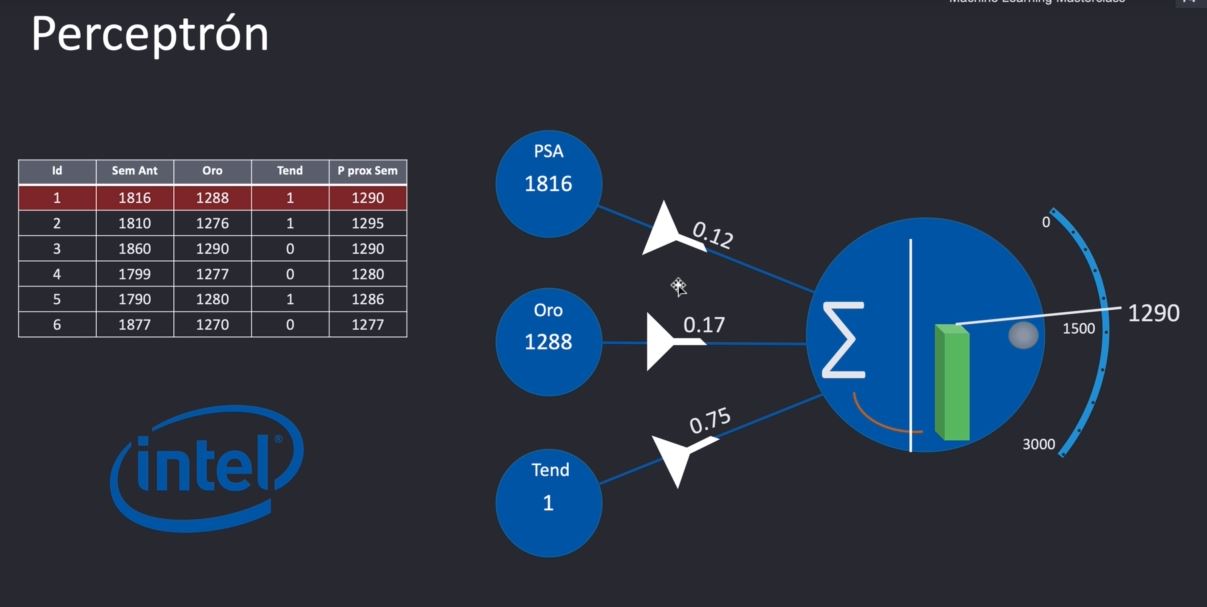 Machine Learning Masterclass
Perceptrón
Id Sem Ant Oro Tend P prox Sem
1 1816 1288 1 1290
2 1810 1276 1 1295
3 1860 1290 0 1290
4 1799 1277 0 1280
5 1790 1280 1 1286
6 1877 1270 0 1277
intel®
PSA
1816
0.12
Oro
1288
0.17
Tend
1
0.75
∑
0
1500
3000
1290